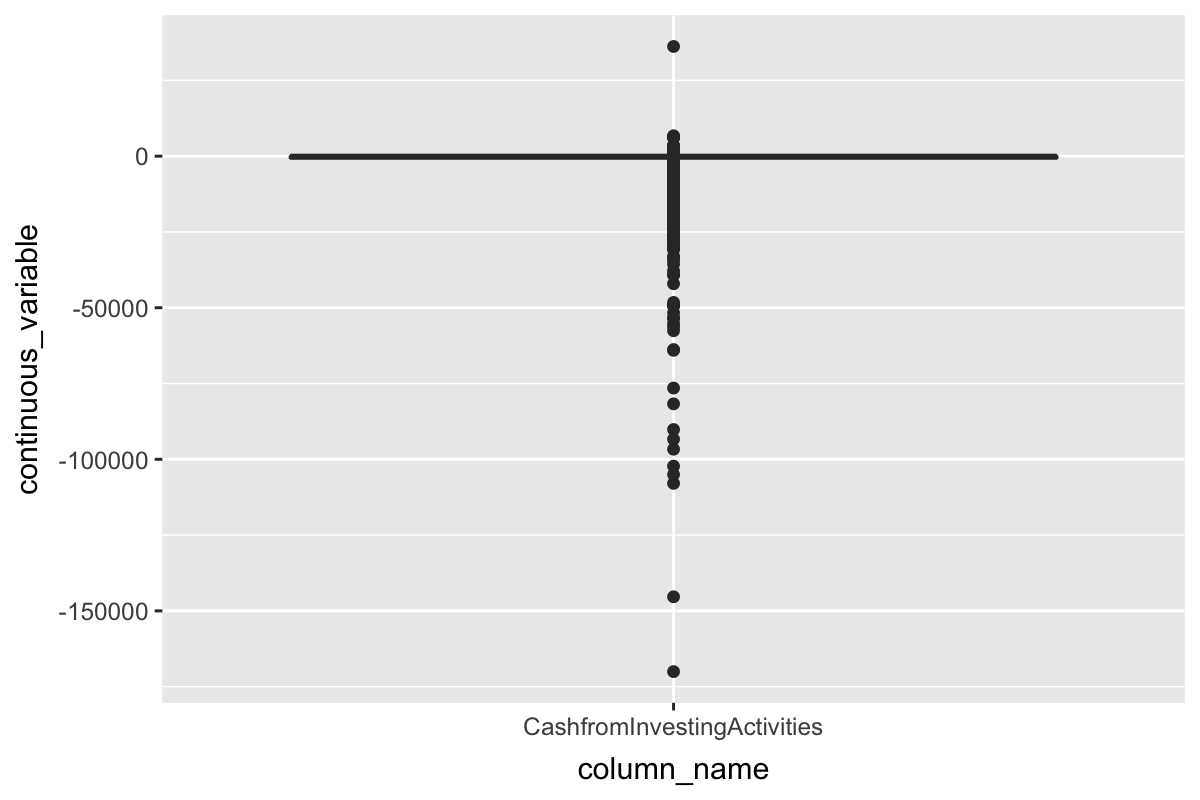 continuous_variable
0
-50000
-100000
-150000
CashfromInvestingActivities
column_name